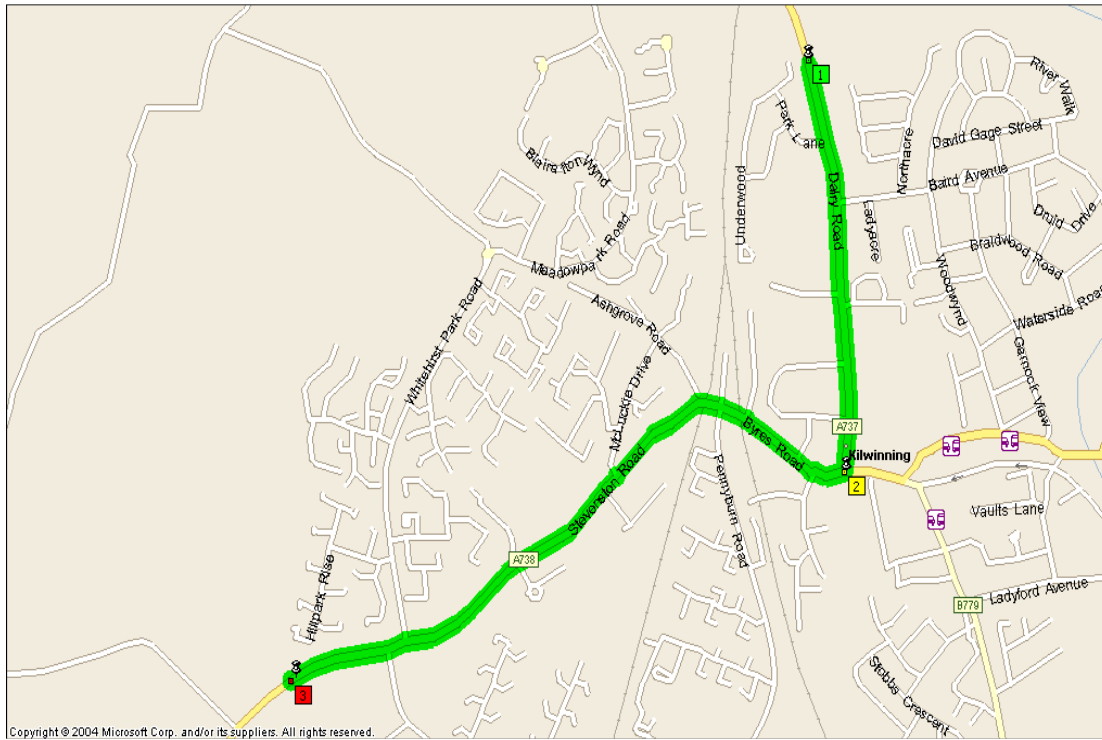 1
River Walk
Park Lane
David Gage Street
Northacre
Baird Avenue
Blairafton Wynd
Underwood
Dalry Road
Ladyacre
Druid Drive
Braidwood Road
Meadowpark Road
Woodwynd
Whitehirst Park Road
Ashgrove Road
Waterside Road
Garnock View
McLuckie Drive
A737
Byres Road
Kilwinning
2
Stevenston Road
Pennyburn Road
Vaults Lane
A738
Hillpark Rise
Ladyford Avenue
B779
3
Stobbs Crescent
Copyright © 2004 Microsoft Corp. and/or its suppliers. All rights reserved.